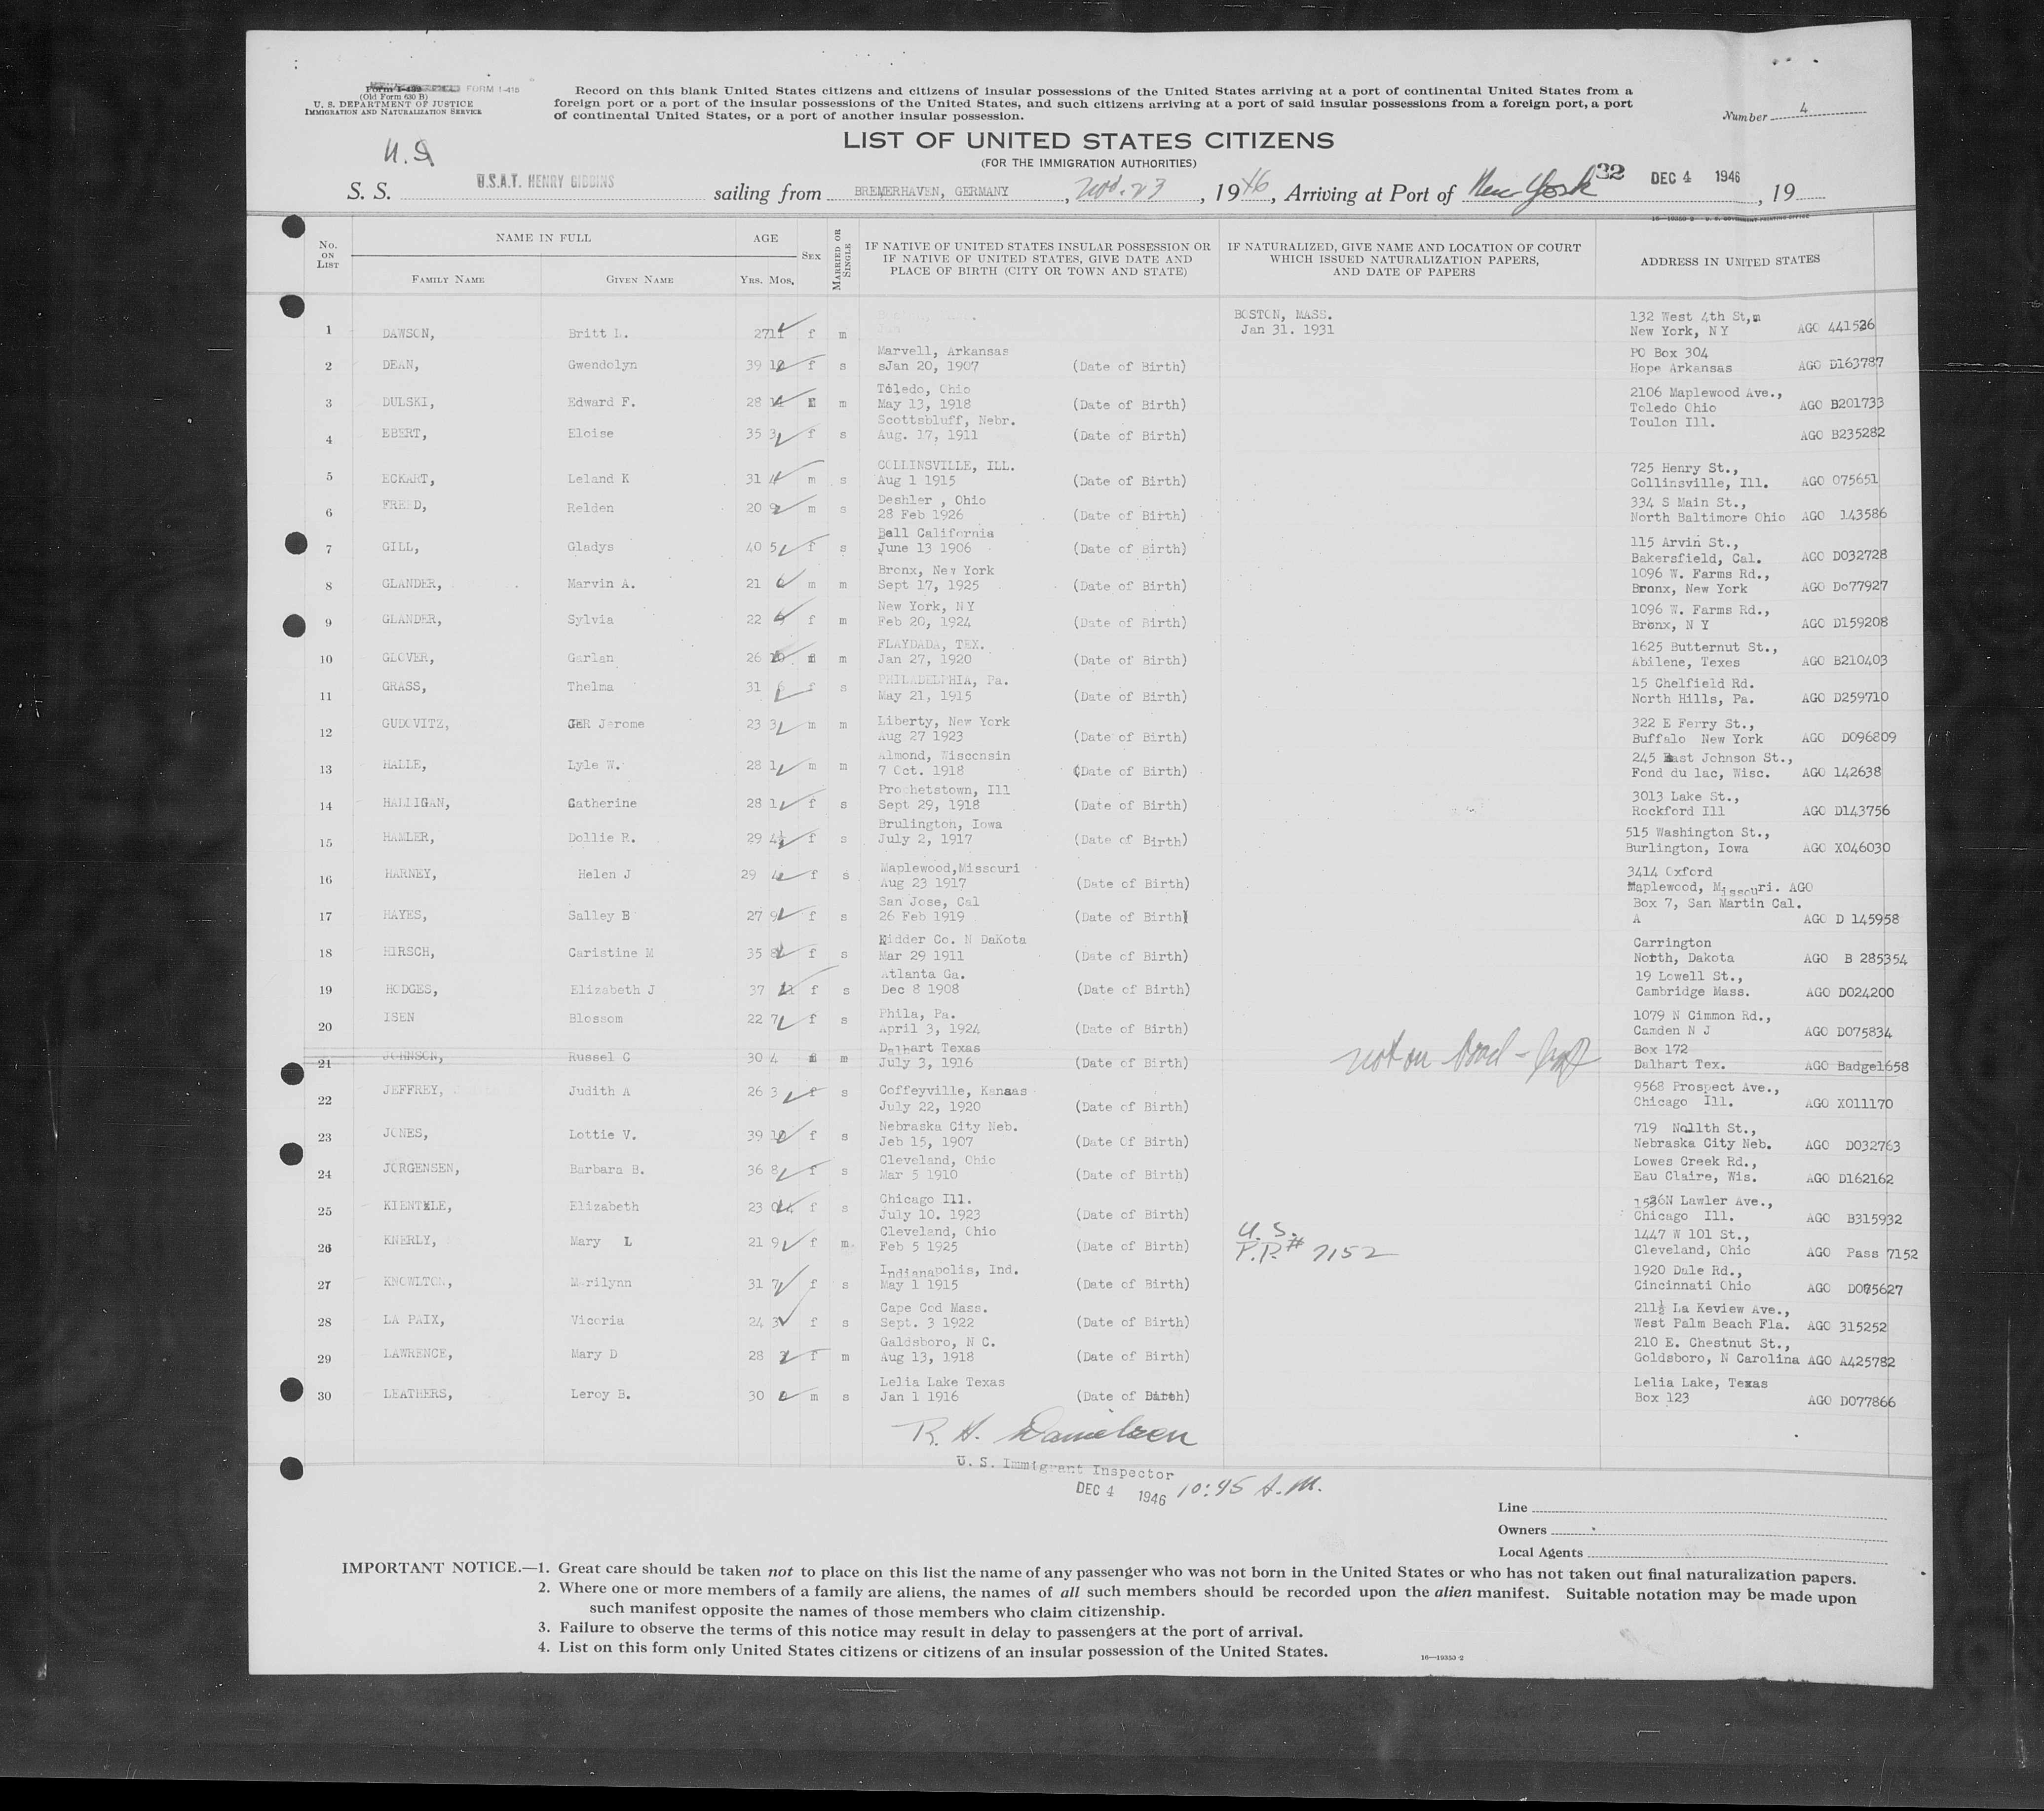 FORM I-415
(Old Form 630 B)
U. S. DEPARTMENT OF JUSTICE
IMMIGRATION AND NATURALIZATION SERVICE
Record on this blank United States citizens and citizens of insular possessions of the United States arriving at a port of continental United States from a
foreign port or a port of the insular possessions of the United States, and such citizens arriving at a port of said insular possessions from a foreign port, a port
of continental United States, or a port of another insular possession.
Number 4
LIST OF UNITED STATES CITIZENS
(FOR THE IMMIGRATION AUTHORITIES)
S. S. U.S.A.T. HENRY GIBBINS sailing from BREMERHAVEN, GERMANY, Nov. 23, 1946, Arriving at Port of New York 32 DEC 4 1946, 19
No. ON LIST NAME IN FULL AGE SEX MARRIED OR SINGLE IF NATIVE OF UNITED STATES INSULAR POSSESSION OR IF NATIVE OF UNITED STATES, GIVE DATE AND PLACE OF BIRTH (CITY OR TOWN AND STATE) IF NATURALIZED, GIVE NAME AND LOCATION OF COURT WHICH ISSUED NATURALIZATION PAPERS, AND DATE OF PAPERS ADDRESS IN UNITED STATES
FAMILY NAME GIVEN NAME YRS. MOS.
BOSTON, MASS. 132 West 4th St,
1 DAWSON, Britt L. 27 11 f m Jan 31. 1931 New York, NY AGO 441526
Marvell, Arkansas PO Box 304
2 DEAN, Gwendolyn 39 10 f s sJan 20, 1907 (Date of Birth) Hope Arkansas AGO D163787
Toledo, Ohio 2106 Maplewood Ave.,
3 DULSKI, Edward F. 28 m May 13, 1918 (Date of Birth) Toledo Ohio AGO B201733
Scottsbluff, Nebr. Toulon Ill.
4 EBERT, Eloise 35 3 f s Aug. 17, 1911 (Date of Birth) AGO B235282
COLLINSVILLE, ILL. 725 Henry St.,
5 ECKART, Leland K 31 4 m s Aug 1 1915 (Date of Birth) Collinsville, Ill. AGO 075651
Deshler , Ohio 334 S Main St.,
6 FREED, Relden 20 9 m s 28 Feb 1926 (Date of Birth) North Baltimore Ohio AGO 143586
Bell California 115 Arvin St.,
7 GILL, Gladys 40 5 f s June 13 1906 (Date of Birth) Bakersfield, Cal. AGO D032728
Bronx, New York 1096 W. Farms Rd.,
8 GLANDER, Marvin A. 21 m m Sept 17, 1925 (Date of Birth) Bronx, New York AGO Do77927
New York, NY 1096 W. Farms Rd.,
9 GLANDER, Sylvia 22 f m Feb 20, 1924 (Date of Birth) Bronx, N Y AGO D159208
FLAYDADA, TEX. 1625 Butternut St.,
10 GLOVER, Garlan 26 10 m Jan 27, 1920 (Date of Birth) Abilene, Texes AGO B210403
PHILADELPHIA, Pa. 15 Chelfield Rd.
11 GRASS, Thelma 31 f s May 21, 1915 (Date of Birth) North Hills, Pa. AGO D259710
Liberty, New York 322 E Ferry St.,
12 GUDOVITZ, Jerome 23 3 m m Aug 27 1923 (Date of Birth) Buffalo New York AGO D096809
Almond, Wisconsin 245 East Johnson St.,
13 HALLE, Lyle W. 28 1 m m 7 Oct. 1918 (Date of Birth) Fond du lac, Wisc. AGO 142638
Prochetstown, Ill 3013 Lake St.,
14 HALLIGAN, Catherine 28 1 f s Sept 29, 1918 (Date of Birth) Rockford Ill AGO D143756
Brulington, Iowa 515 Washington St.,
15 HAMLER, Dollie R. 29 4½ f s July 2, 1917 (Date of Birth) Burlington, Iowa AGO X046030
Maplewood,Missouri 3414 Oxford
16 HARNEY, Helen J 29 f s Aug 23 1917 (Date of Birth) Maplewood, Missouri. AGO
San Jose, Cal Box 7, San Martin Cal.
17 HAYES, Salley B 27 9 f s 26 Feb 1919 (Date of Birth) A AGO D 145958
Kidder Co. N DaKota Carrington
18 HIRSCH, Caristine M 35 8 f s Mar 29 1911 (Date of Birth) North, Dakota AGO B 285354
Atlanta Ga. 19 Lowell St.,
19 HODGES, Elizabeth J 37 11 f s Dec 8 1908 (Date of Birth) Cambridge Mass. AGO D024200
Phila, Pa. 1079 N Cimmon Rd.,
20 ISEN Blossom 22 7 f s April 3, 1924 (Date of Birth) Camden N J AGO D075834
Dalhart Texas not on board Box 172
21 JOHNSON, Russel C 30 4 m July 3, 1916 (Date of Birth) Dalhart Tex. AGO Badge1658
Coffeyville, Kansas 9568 Prospect Ave.,
22 JEFFREY, Judith A 26 3 f s July 22, 1920 (Date of Birth) Chicago Ill. AGO X011170
Nebraska City Neb. 719 No11th St.,
23 JONES, Lottie V. 39 10 f s Jeb 15, 1907 (Date Of Birth) Nebraska City Neb. AGO D032763
Cleveland, Ohio Lowes Creek Rd.,
24 JORGENSEN, Barbara B. 36 8 f s Mar 5 1910 (Date of Birth) Eau Claire, Wis. AGO D162162
Chicago Ill. N Lawler Ave.,
25 KIENTKLE, Elizabeth 23 f s July 10. 1923 (Date of Birth) Chicago Ill. AGO B315932
Cleveland, Ohio U. S. 1447 W 101 St.,
26 KNERLY, Mary L 21 9 f m. Feb 5 1925 (Date of Birth) P.P.# 7152 Cleveland, Ohio AGO Pass 7152
Indianapolis, Ind. 1920 Dale Rd.,
27 KNOWLTON, Marilynn 31 7 f s May 1 1915 (Date of Birth) Cincinnati Ohio AGO D075627
Cape Cod Mass. 211½ La Keview Ave.,
28 LA PAIX, Vicoria 24 3 f s Sept. 3 1922 (Date of Birth) West Palm Beach Fla. AGO 315252
Galdsboro, N C. 210 E. Chestnut St.,
29 LAWRENCE, Mary D 28 f m Aug 13, 1918 (Date of Birth) Goldsboro, N Carolina AGO A425782
Lelia Lake Texas Lelia Lake, Texas
30 LEATHERS, Leroy B. 30 m s Jan 1 1916 (Date of Birth) Box 123 AGO D077866
R. H. Danielsen
U. S. Immigrant Inspector
DEC 4 1946 10:45 A.M.
Line
Owners
Local Agents
IMPORTANT NOTICE.—1. Great care should be taken not to place on this list the name of any passenger who was not born in the United States or who has not taken out final naturalization papers.
2. Where one or more members of a family are aliens, the names of all such members should be recorded upon the alien manifest. Suitable notation may be made upon
such manifest opposite the names of those members who claim citizenship.
3. Failure to observe the terms of this notice may result in delay to passengers at the port of arrival.
4. List on this form only United States citizens or citizens of an insular possession of the United States.
16—19350-2